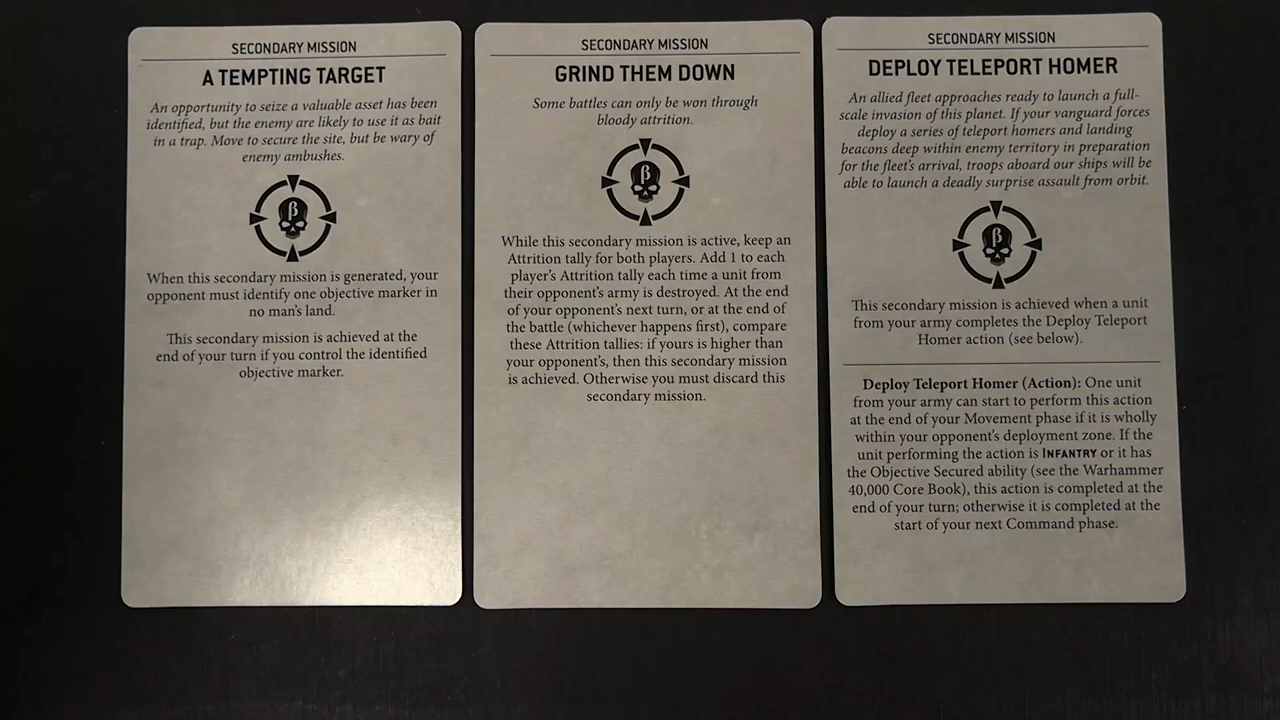 SECONDARY MISSION
A TEMPTING TARGET
An opportunity to seize a valuable asset has been
identified, but the enemy are likely to use it as bait
in a trap. Move to secure the site, but be wary of
enemy ambushes.
β
When this secondary mission is generated, your
opponent must identify one objective marker in
no man's land.
This secondary mission is achieved at the
end of your turn if you control the identified
objective marker.
SECONDARY MISSION
GRIND THEM DOWN
Some battles can only be won through
bloody attrition.
β
While this secondary mission is active, keep an
Attrition tally for both players. Add 1 to each
player's Attrition tally each time a unit from
their opponent's army is destroyed. At the end
of your opponent's next turn, or at the end of
the battle (whichever happens first), compare
these Attrition tallies: if yours is higher than
your opponent's, then this secondary mission
is achieved. Otherwise you must discard this
secondary mission.
SECONDARY MISSION
DEPLOY TELEPORT HOMER
An allied fleet approaches ready to launch a full-
scale invasion of this planet. If your vanguard forces
deploy a series of teleport homers and landing
beacons deep within enemy territory in preparation
for the fleet's arrival, troops aboard our ships will be
able to launch a deadly surprise assault from orbit.
β
This secondary mission is achieved when a unit
from your army completes the Deploy Teleport
Homer action (see below).
Deploy Teleport Homer (Action): One unit
from your army can start to perform this action
at the end of your Movement phase if it is wholly
within your opponent's deployment zone. If the
unit performing the action is INFANTRY or it has
the Objective Secured ability (see the Warhammer
40,000 Core Book), this action is completed at the
end of your turn; otherwise it is completed at the
start of your next Command phase.